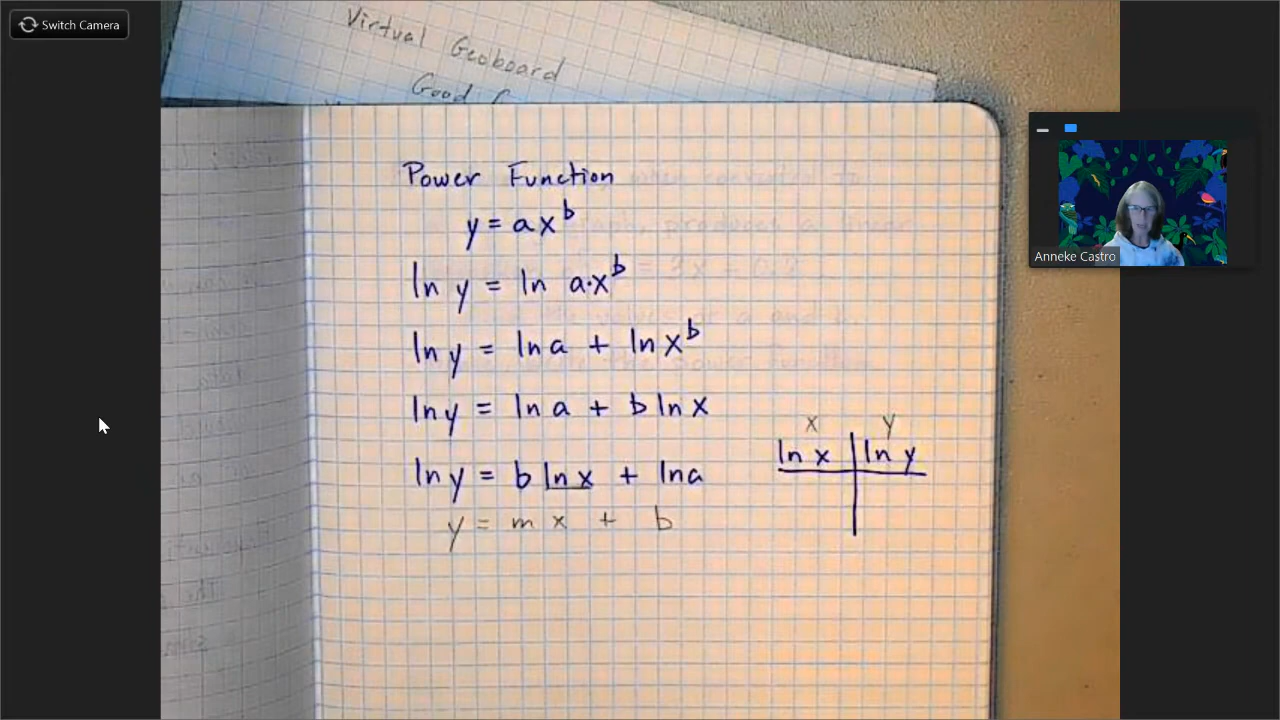 Switch Camera
Virtual Geoboard
Good
Power Function
y = ax^b
ln y = ln a·x^b
ln y = ln a + ln x^b
ln y = ln a + b ln x
ln y = b ln x + ln a
y = m x + b
x y
ln x ln y
Anneke Castro